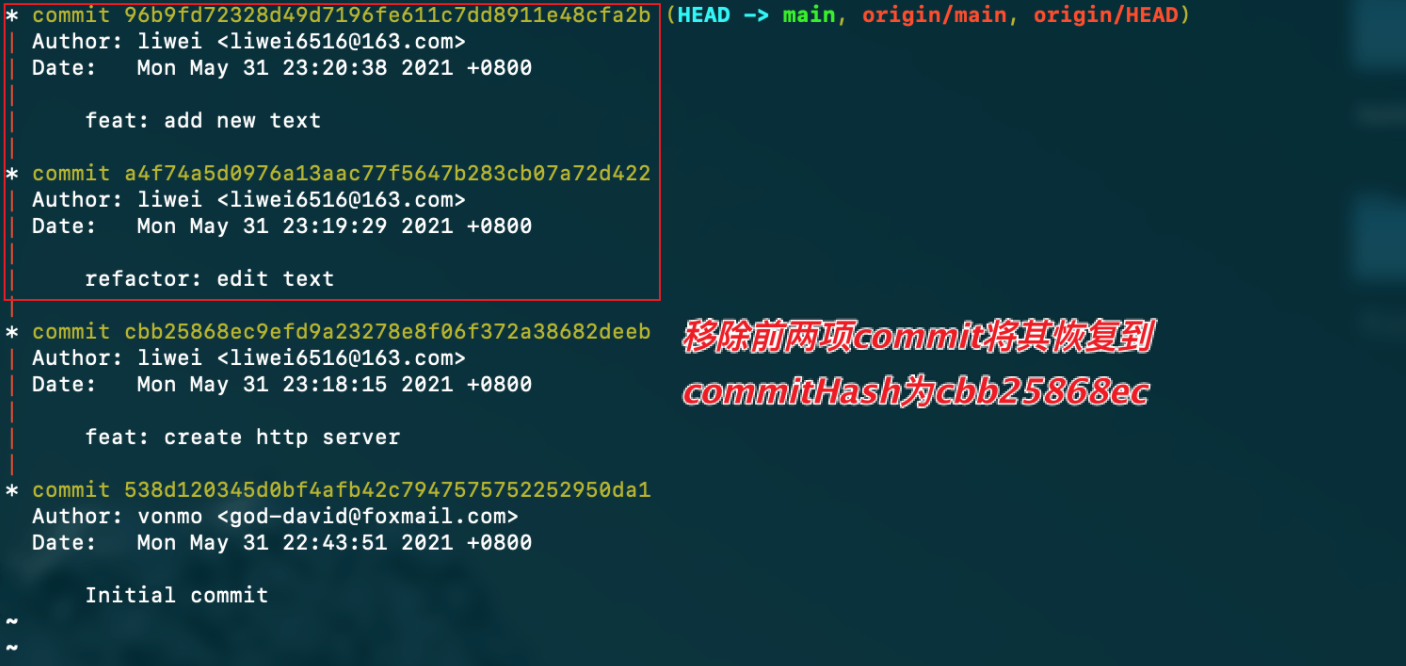 * commit 96b9fd72328d49d7196fe611c7dd8911e48cfa2b (HEAD -> main, origin/main, origin/HEAD)
| Author: liwei <liwei6516@163.com>
| Date:   Mon May 31 23:20:38 2021 +0800
|
|     feat: add new text
|
* commit a4f74a5d0976a13aac77f5647b283cb07a72d422
| Author: liwei <liwei6516@163.com>
| Date:   Mon May 31 23:19:29 2021 +0800
|
|     refactor: edit text
|
* commit cbb25868ec9efd9a23278e8f06f372a38682deeb
| Author: liwei <liwei6516@163.com>
| Date:   Mon May 31 23:18:15 2021 +0800
|
|     feat: create http server
|
移除前两项commit将其恢复到
commitHash为cbb25868ec
* commit 538d120345d0bf4afb42c7947575752252950da1
  Author: vonmo <god-david@foxmail.com>
  Date:   Mon May 31 22:43:51 2021 +0800

      Initial commit
~
~